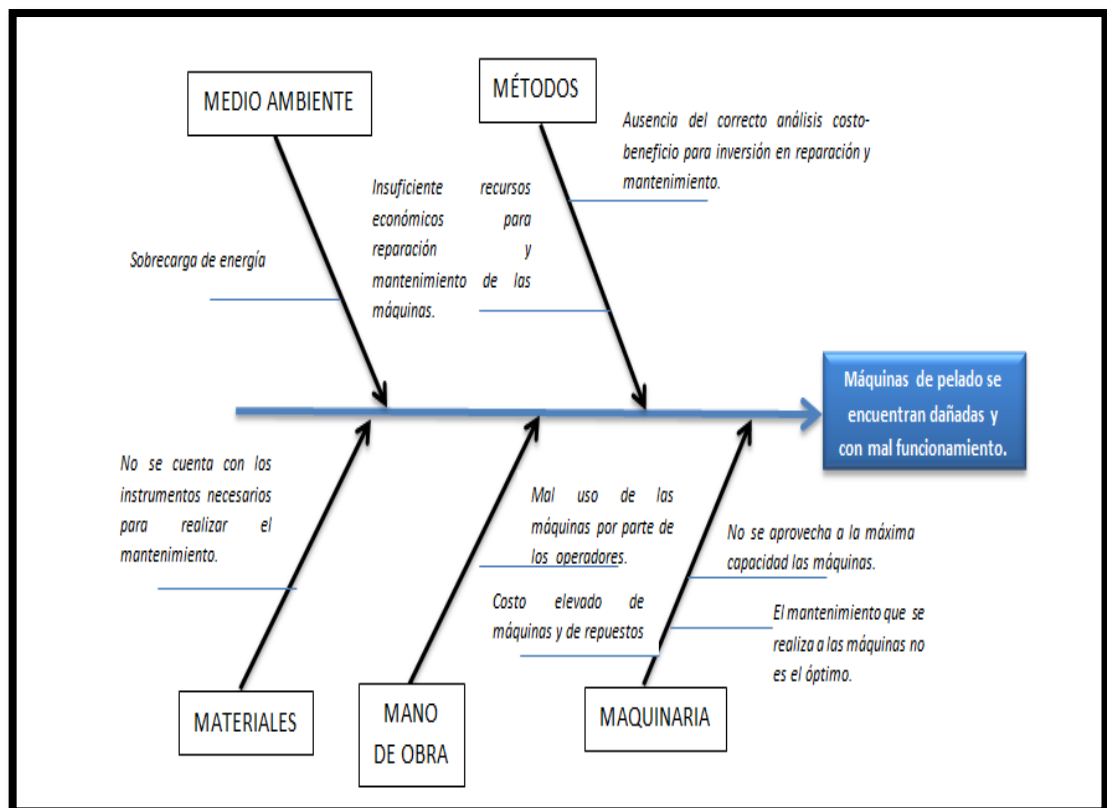 MEDIO AMBIENTE
MÉTODOS
Ausencia del correcto análisis costo-
beneficio para inversión en reparación y
mantenimiento.
Insuficiente recursos
económicos para
reparación y
mantenimiento de las
máquinas.
Sobrecarga de energía
Máquinas de pelado se
encuentran dañadas y
con mal funcionamiento.
No se cuenta con los
instrumentos necesarios
para realizar el
mantenimiento.
Mal uso de las
máquinas por parte de
los operadores.
No se aprovecha a la máxima
capacidad las máquinas.
Costo elevado de
máquinas y de repuestos
El mantenimiento que se
realiza a las máquinas no
es el óptimo.
MATERIALES
MANO
DE OBRA
MAQUINARIA